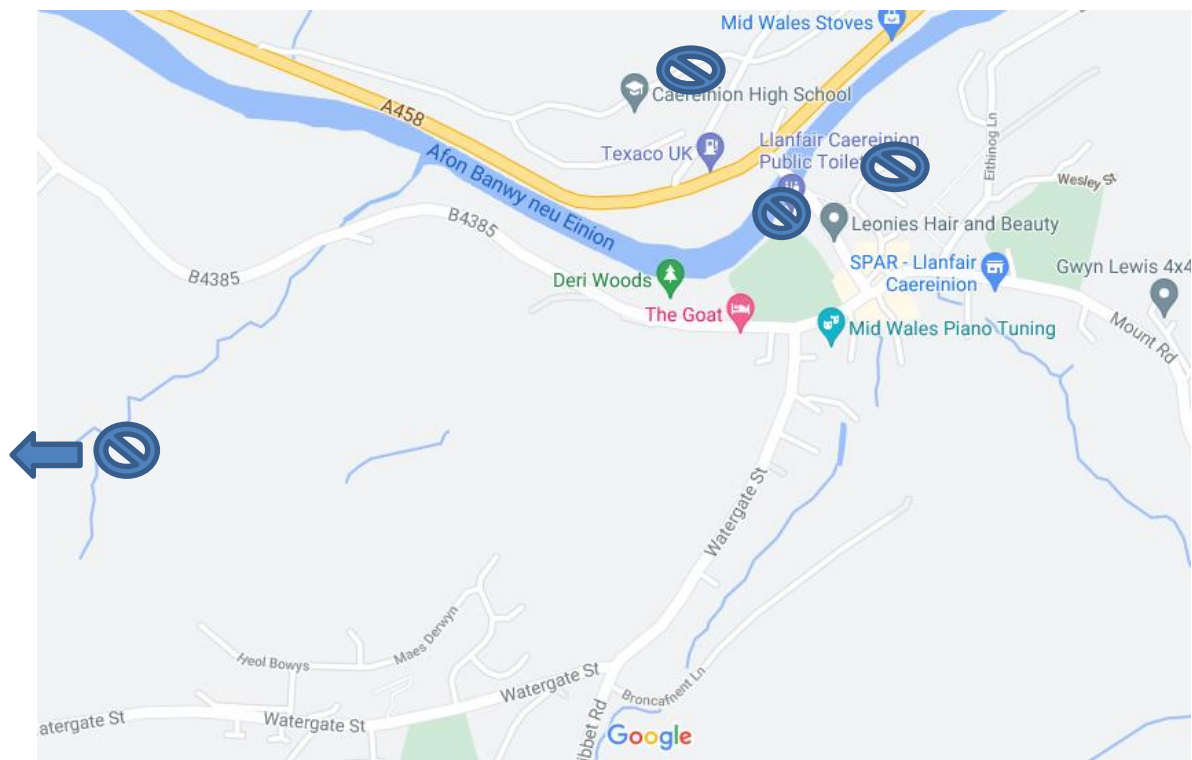 Mid Wales Stoves
Caereinion High School
A458
Texaco UK
Llanfair Caereinion
Public Toilet
Eithinog Ln
Wesley St
Afon Banwy neu Einion
B4385
Leonies Hair and Beauty
B4385
Deri Woods
SPAR - Llanfair
Caereinion
Gwyn Lewis 4x4
The Goat
Mid Wales Piano Tuning
Mount Rd
Watergate St
Maes Derwyn
Heol Bowys
Watergate St
Broncafnent Ln
atergate St
Watergate St
ibbet Rd
Google